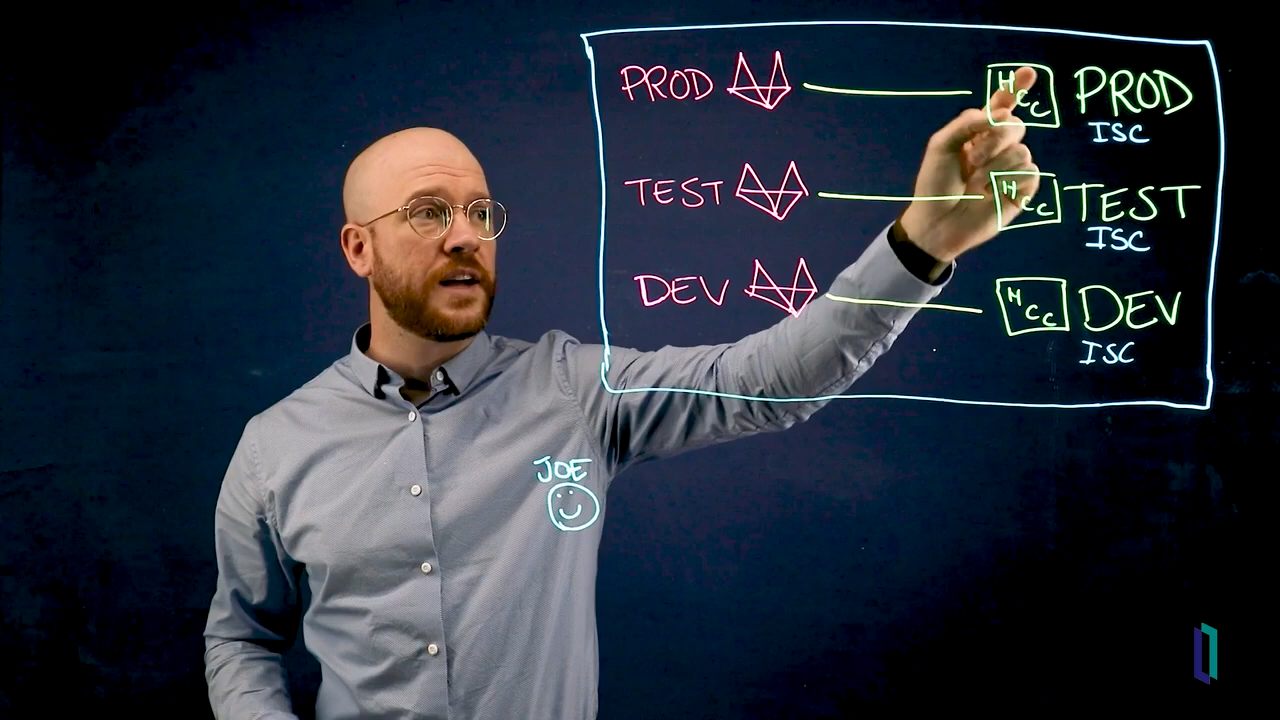 PROD HCC PROD
ISC
TEST HCC TEST
ISC
DEV HCC DEV
ISC
JOE